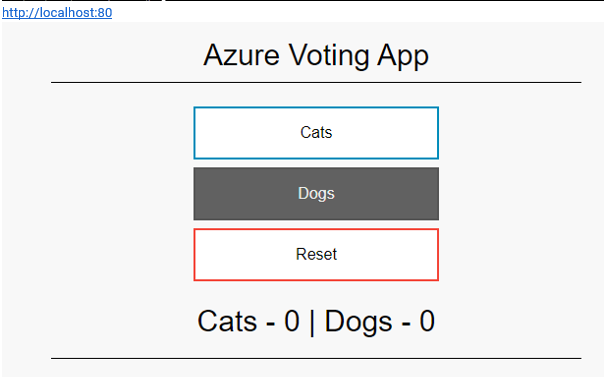 http://localhost:80
Azure Voting App
Cats
Dogs
Reset
Cats - 0 | Dogs - 0